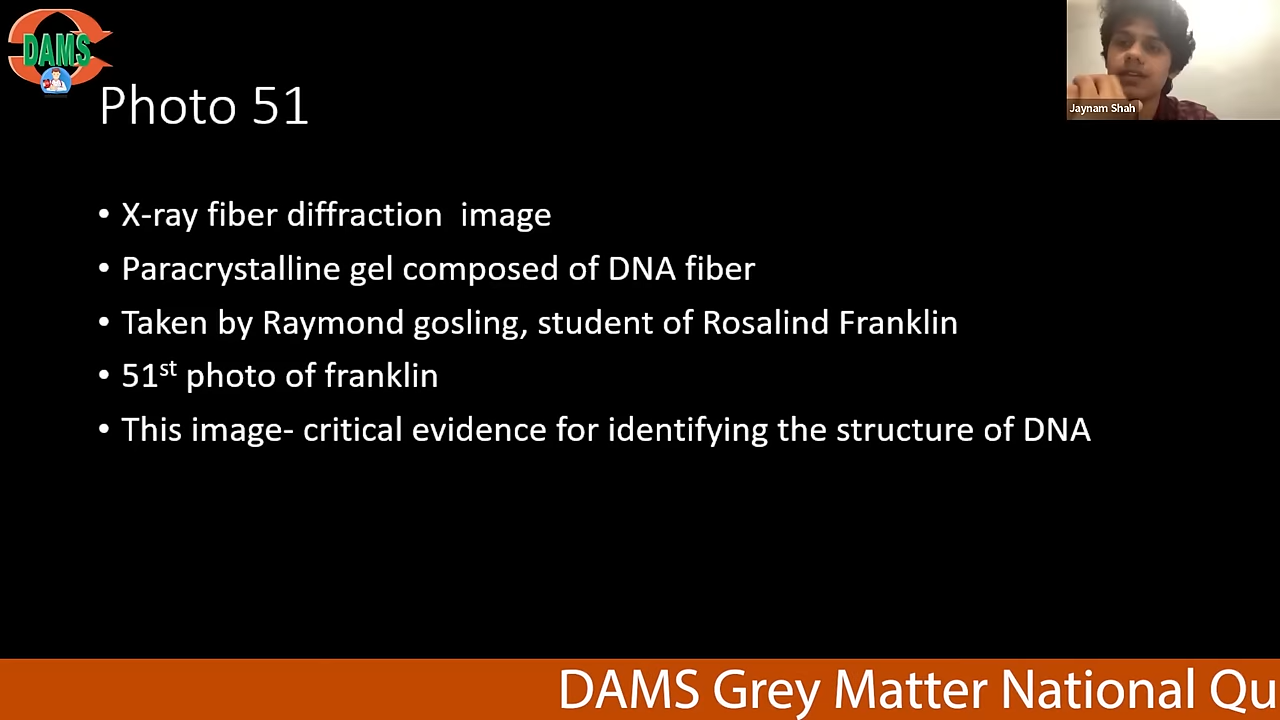 DAMS
Jaynam Shah
Photo 51
• X-ray fiber diffraction  image
• Paracrystalline gel composed of DNA fiber
• Taken by Raymond gosling, student of Rosalind Franklin
• 51st photo of franklin
• This image- critical evidence for identifying the structure of DNA
DAMS Grey Matter National Qu